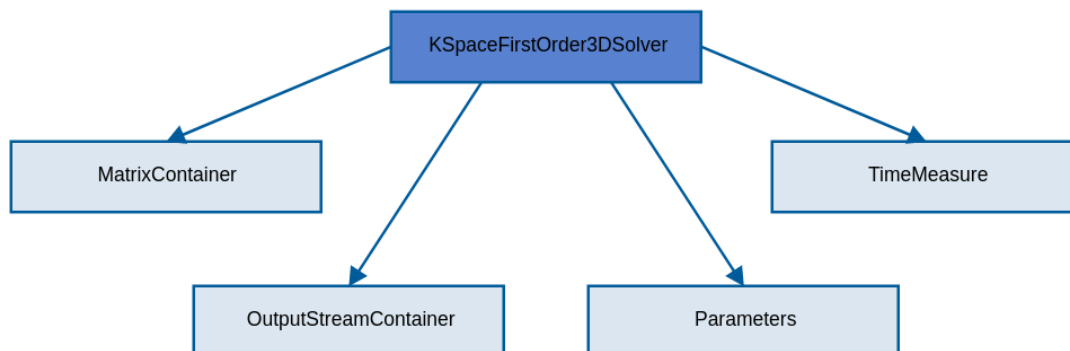 KSpaceFirstOrder3DSolver
MatrixContainer
TimeMeasure
OutputStreamContainer
Parameters